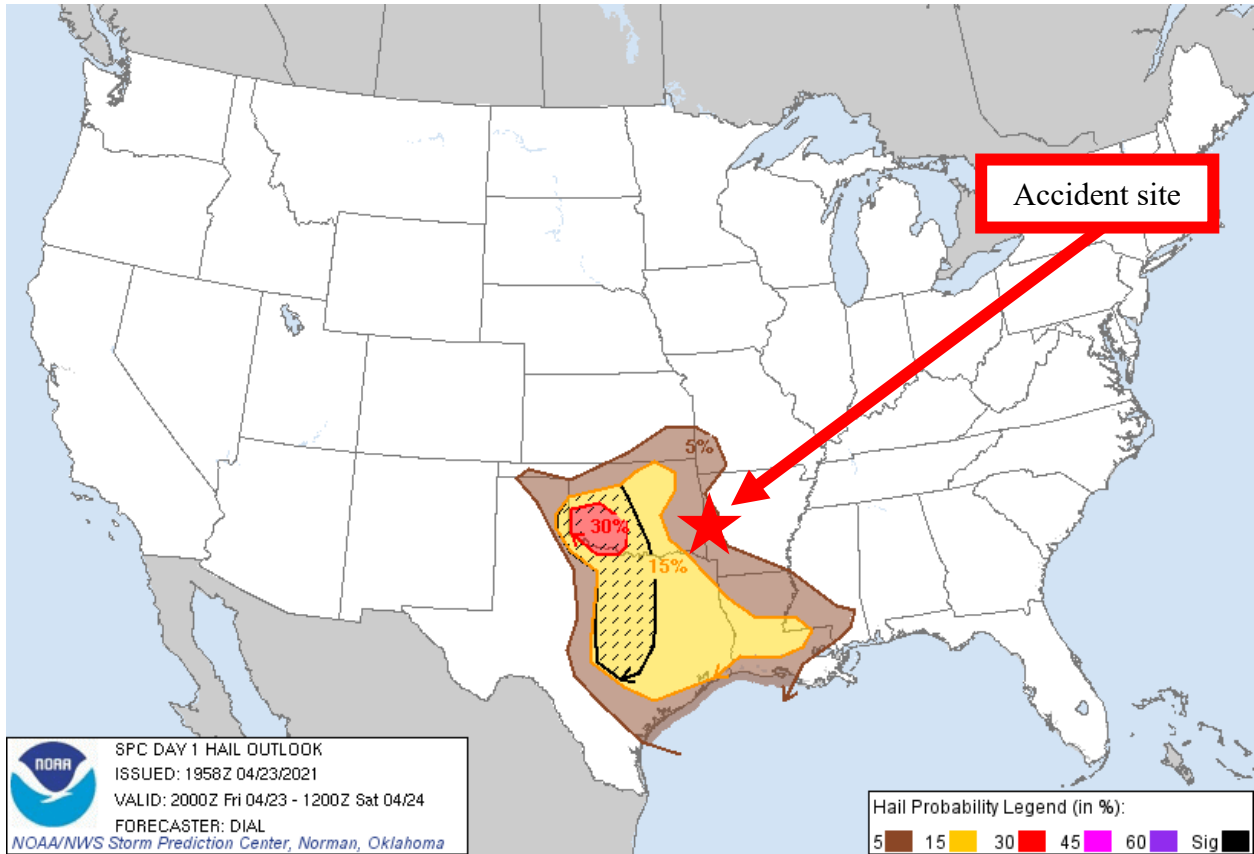 Accident site
5%
30%
15%
NOAA
SPC DAY 1 HAIL OUTLOOK
ISSUED: 1958Z 04/23/2021
VALID: 2000Z Fri 04/23 - 1200Z Sat 04/24
FORECASTER: DIAL
NOAA/NWS Storm Prediction Center, Norman, Oklahoma
Hail Probability Legend (in %):
5 15 30 45 60 Sig